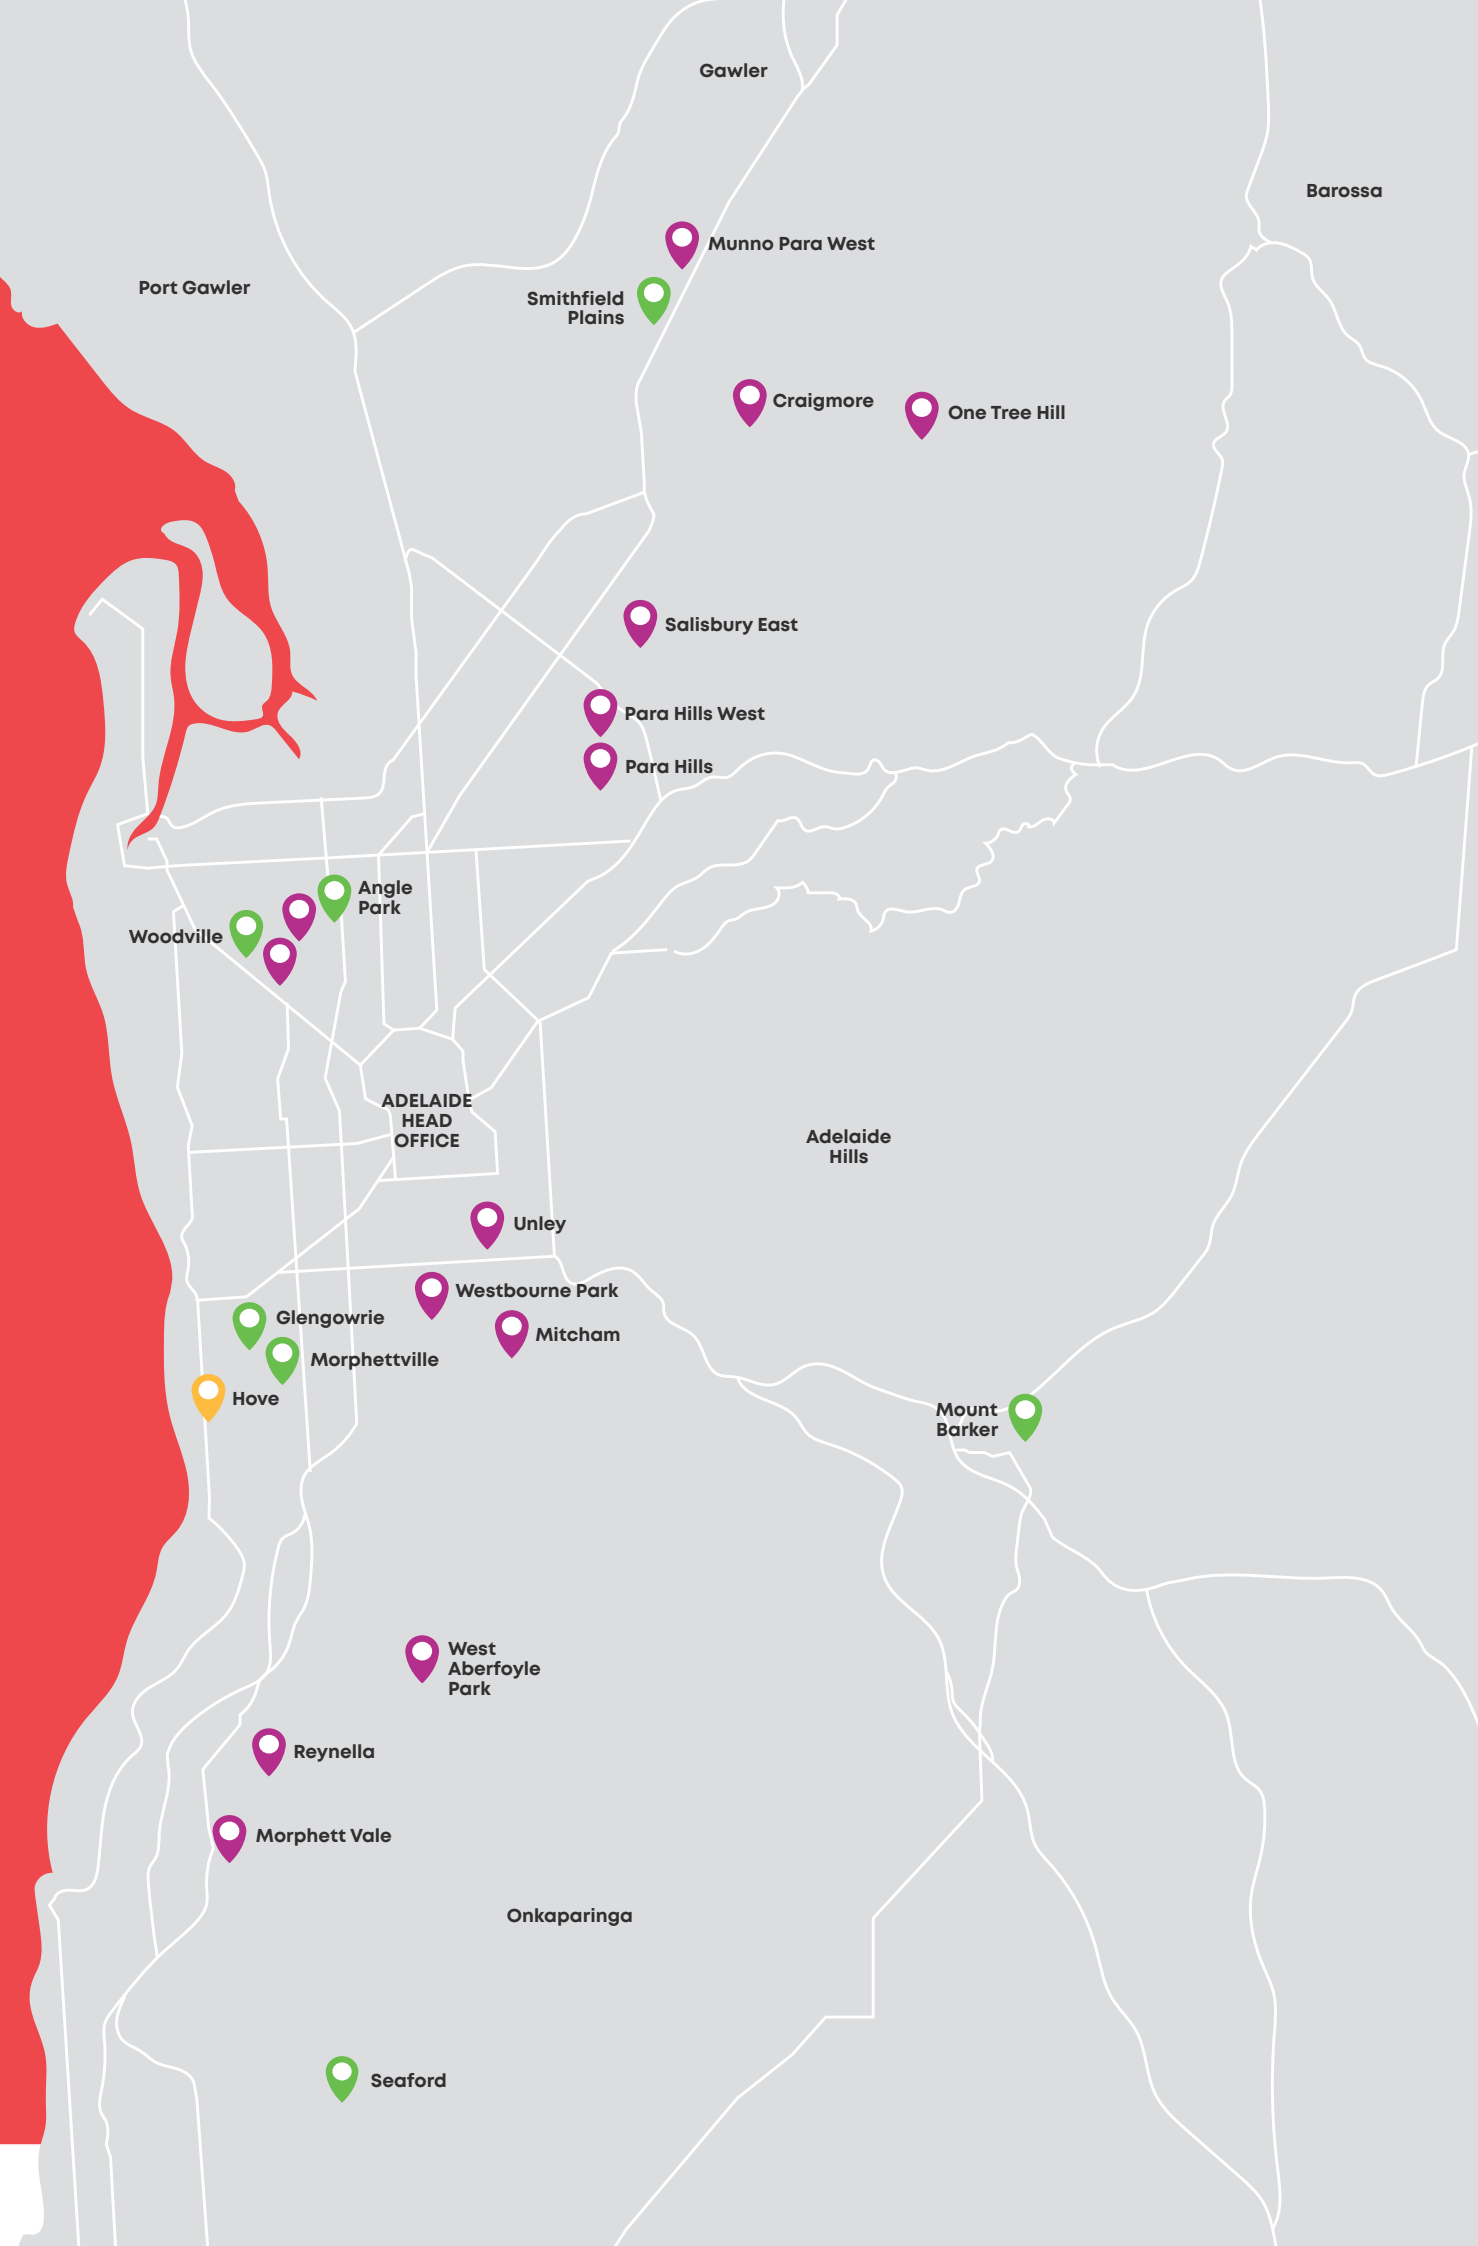 Gawler
Barossa
Munno Para West
Port Gawler
Smithfield
Plains
Craigmore
One Tree Hill
Salisbury East
Para Hills West
Para Hills
Angle
Park
Woodville
ADELAIDE
HEAD
OFFICE
Adelaide
Hills
Unley
Westbourne Park
Glengowrie
Mitcham
Morphettville
Hove
Mount
Barker
West
Aberfoyle
Park
Reynella
Morphett Vale
Onkaparinga
Seaford